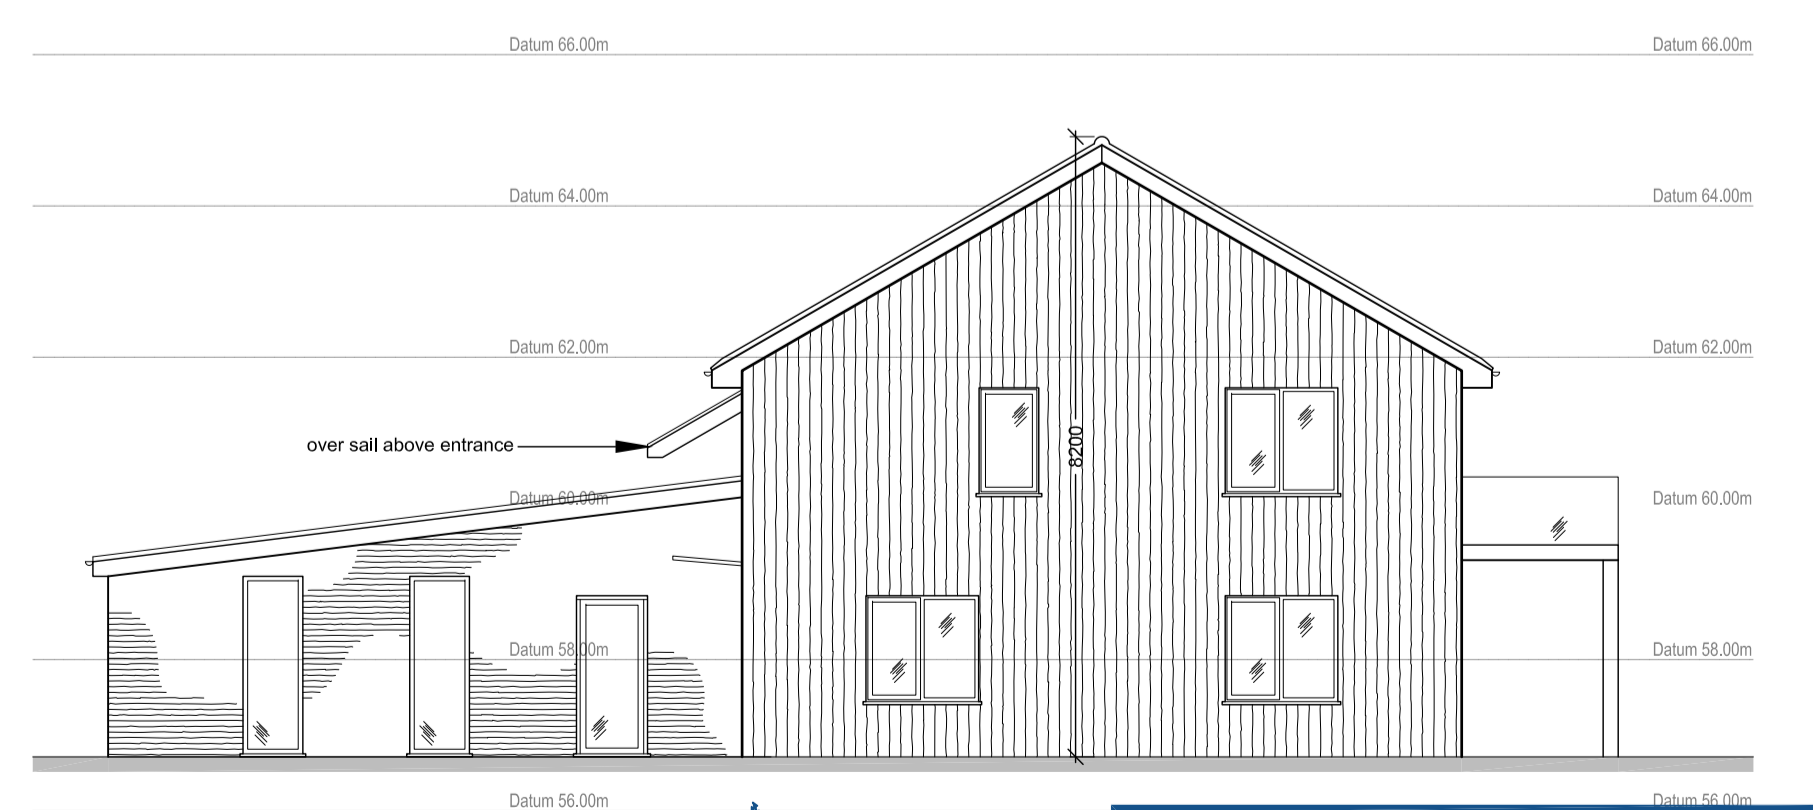 Datum 66.00m Datum 66.00m
Datum 64.00m Datum 64.00m
Datum 62.00m Datum 62.00m
over sail above entrance
8200
Datum 60.00m Datum 60.00m
Datum 58.00m Datum 58.00m
Datum 56.00m Datum 56.00m